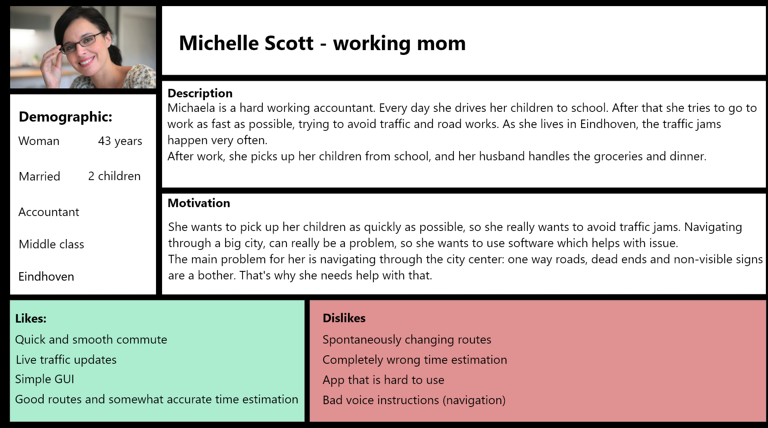 Michelle Scott - working mom
Demographic:
Woman 43 years
Married 2 children
Accountant
Middle class
Eindhoven
Description
Michaela is a hard working accountant. Every day she drives her children to school. After that she tries to go to
work as fast as possible, trying to avoid traffic and road works. As she lives in Eindhoven, the traffic jams
happen very often.
After work, she picks up her children from school, and her husband handles the groceries and dinner.
Motivation
She wants to pick up her children as quickly as possible, so she really wants to avoid traffic jams. Navigating
through a big city, can really be a problem, so she wants to use software which helps with issue.
The main problem for her is navigating through the city center: one way roads, dead ends and non-visible signs
are a bother. That's why she needs help with that.
Likes:
Quick and smooth commute
Live traffic updates
Simple GUI
Good routes and somewhat accurate time estimation
Dislikes
Spontaneously changing routes
Completely wrong time estimation
App that is hard to use
Bad voice instructions (navigation)